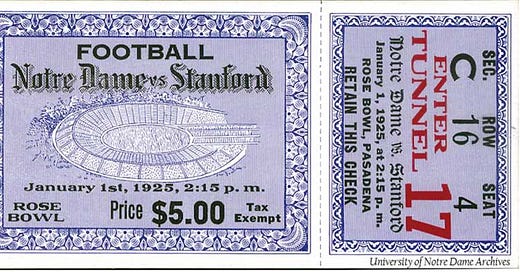 FOOTBALL
Notre Dame vs Stanford
January 1st, 1925, 2:15 p. m.
ROSE BOWL
Price $5.00
Tax Exempt
SEC. ROW SEAT
C 16 4
ENTER
TUNNEL 17
Notre Dame vs. Stanford
January 1, 1925, at 2:15 p. m.
ROSE BOWL, PASADENA
RETAIN THIS CHECK
University of Notre Dame Archives